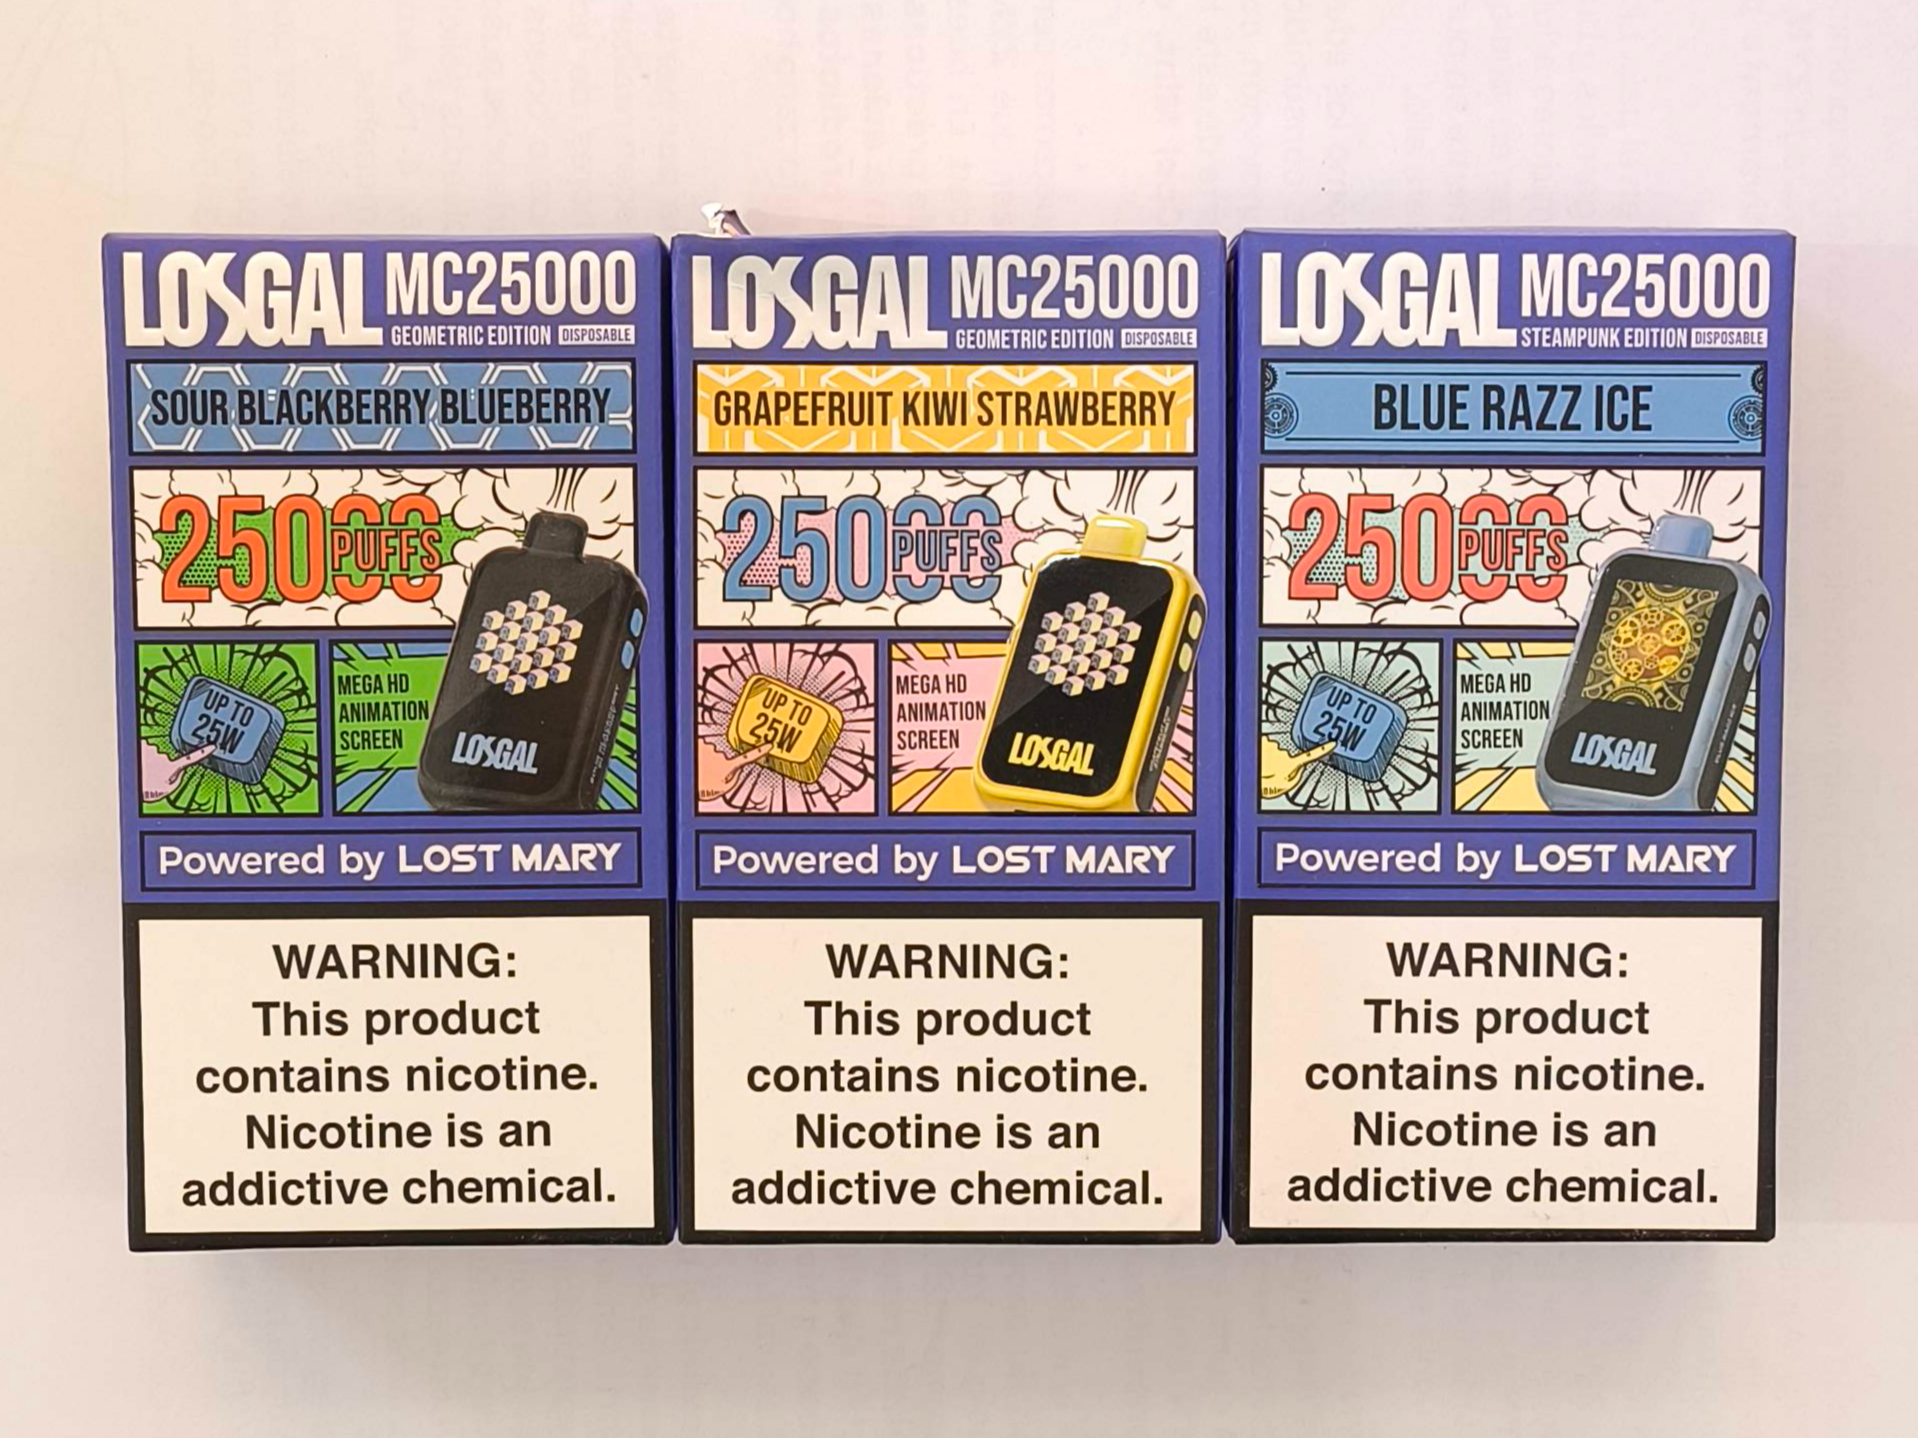 LOSGAL MC25000
GEOMETRIC EDITION DISPOSABLE
SOUR BLACKBERRY BLUEBERRY
25000
PUFFS
UP TO
25W
MEGA HD
ANIMATION
SCREEN
LOSGAL
Powered by LOST MARY
WARNING:
This product
contains nicotine.
Nicotine is an
addictive chemical.
LOSGAL MC25000
GEOMETRIC EDITION DISPOSABLE
GRAPEFRUIT KIWI STRAWBERRY
25000
PUFFS
UP TO
25W
MEGA HD
ANIMATION
SCREEN
LOSGAL
Powered by LOST MARY
WARNING:
This product
contains nicotine.
Nicotine is an
addictive chemical.
LOSGAL MC25000
STEAMPUNK EDITION DISPOSABLE
BLUE RAZZ ICE
25000
PUFFS
UP TO
25W
MEGA HD
ANIMATION
SCREEN
LOSGAL
Powered by LOST MARY
WARNING:
This product
contains nicotine.
Nicotine is an
addictive chemical.